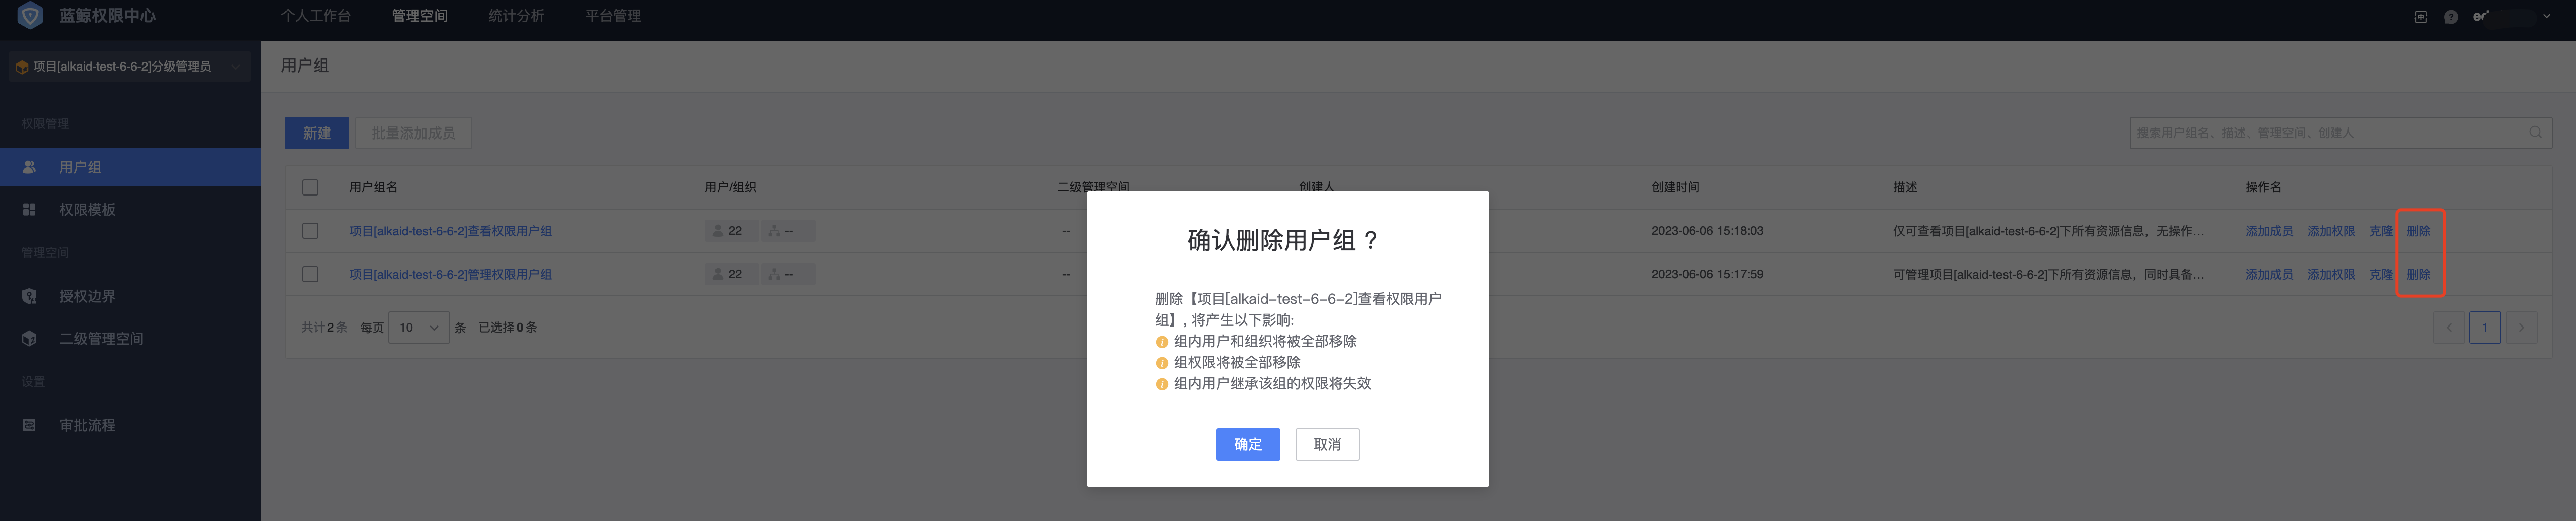 蓝鲸权限中心
个人工作台 管理空间 统计分析 平台管理
项目[alkaid-test-6-6-2]分级管理员
用户组
权限管理
用户组
权限模板
管理空间
授权边界
二级管理空间
设置
审批流程
新建 批量添加成员
搜索用户组名、描述、管理空间、创建人
用户组名 用户/组织 二级管理空间 创建人 创建时间 描述 操作名
项目[alkaid-test-6-6-2]查看权限用户组 22 -- -- 2023-06-06 15:18:03 仅可查看项目[alkaid-test-6-6-2]下所有资源信息，无操作... 添加成员 添加权限 克隆 删除
项目[alkaid-test-6-6-2]管理权限用户组 22 -- -- 2023-06-06 15:17:59 可管理项目[alkaid-test-6-6-2]下所有资源信息，同时具备... 添加成员 添加权限 克隆 删除
共计2条 每页 10 条 已选择0条
1
确认删除用户组？
删除【项目[alkaid-test-6-6-2]查看权限用户
组】, 将产生以下影响:
组内用户和组织将被全部移除
组权限将被全部移除
组内用户继承该组的权限将失效
确定 取消